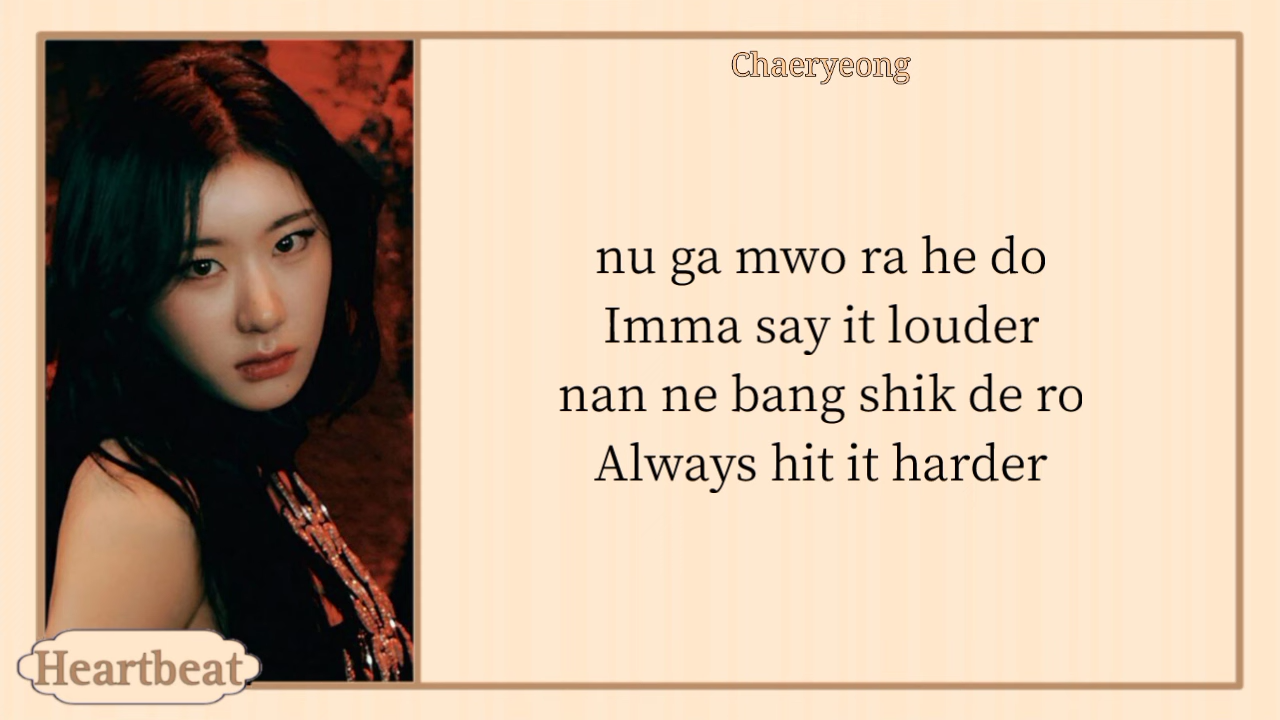 Chaeryeong
nu ga mwo ra he do
Imma say it louder
nan ne bang shik de ro
Always hit it harder
Heartbeat